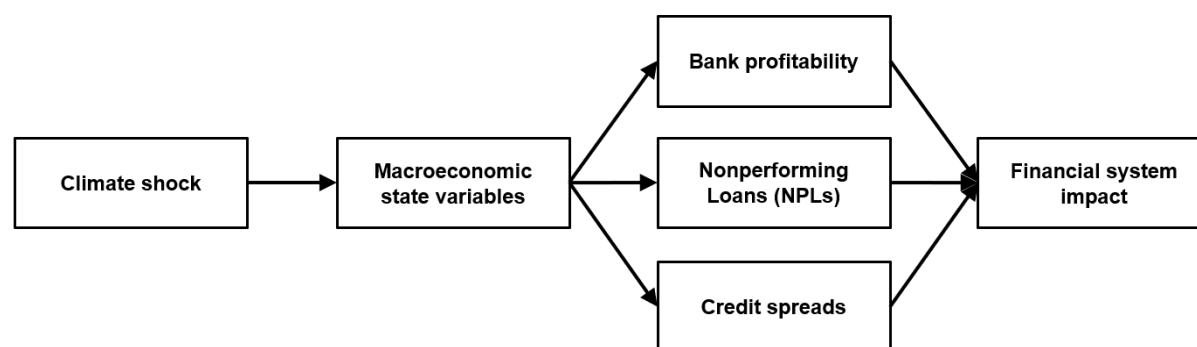 Climate shock
Macroeconomic
state variables
Bank profitability
Nonperforming
Loans (NPLs)
Credit spreads
Financial system
impact